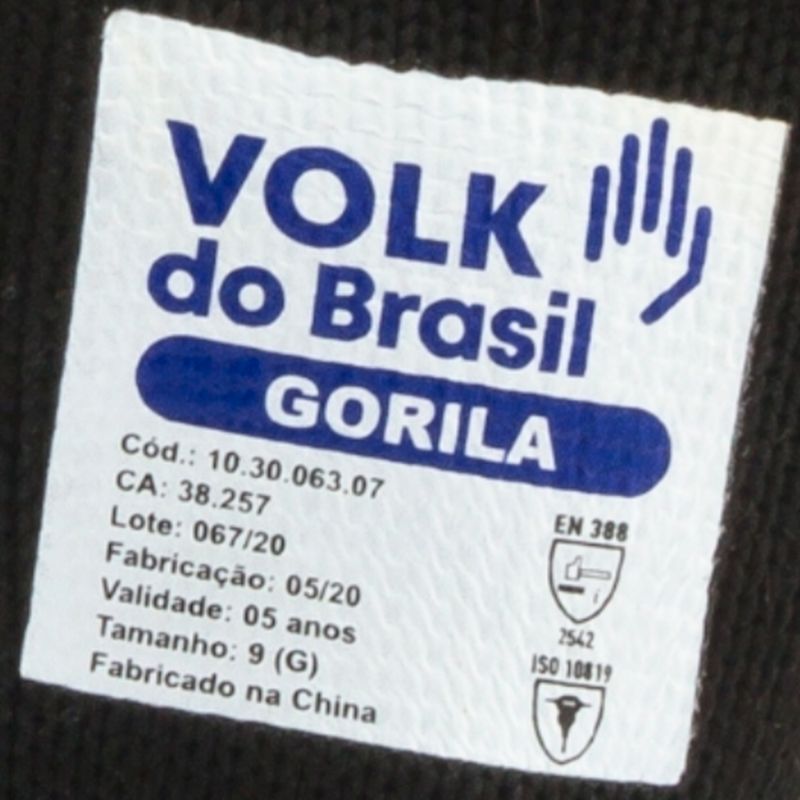 VOLK
do Brasil
GORILA
Cód.: 10.30.063.07
CA: 38.257
Lote: 067/20
Fabricação: 05/20
Validade: 05 anos
Tamanho: 9 (G)
Fabricado na China
EN 388
i
2542
ISO 10819